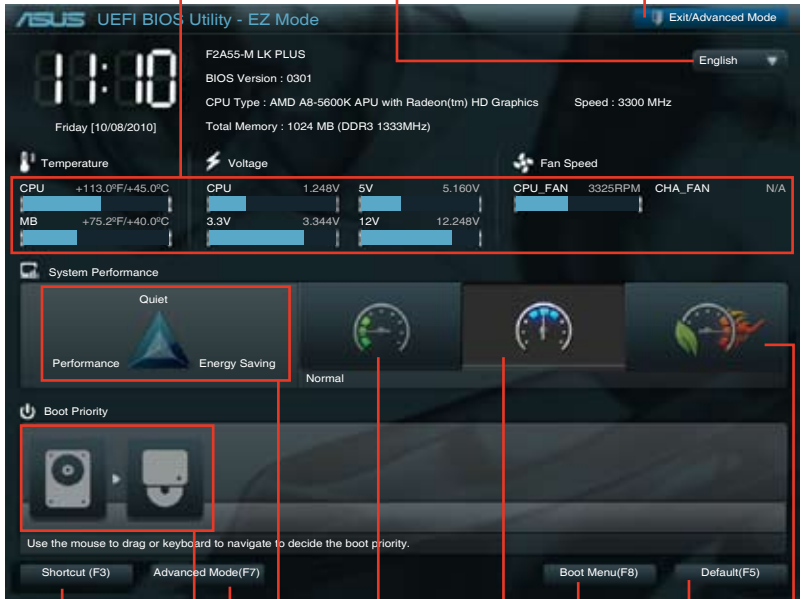 ASUS UEFI BIOS Utility - EZ Mode
Exit/Advanced Mode
11:10
Friday [10/08/2010]
F2A55-M LK PLUS
English
BIOS Version : 0301
CPU Type : AMD A8-5600K APU with Radeon(tm) HD Graphics Speed : 3300 MHz
Total Memory : 1024 MB (DDR3 1333MHz)
Temperature
Voltage
Fan Speed
CPU +113.0ºF/+45.0ºC CPU 1.248V 5V 5.160V CPU_FAN 3325RPM CHA_FAN N/A
MB +75.2ºF/+40.0ºC 3.3V 3.344V 12V 12.248V
System Performance
Quiet
Performance Energy Saving
Normal
Boot Priority
Use the mouse to drag or keyboard to navigate to decide the boot priority.
Shortcut (F3) Advanced Mode(F7) Boot Menu(F8) Default(F5)